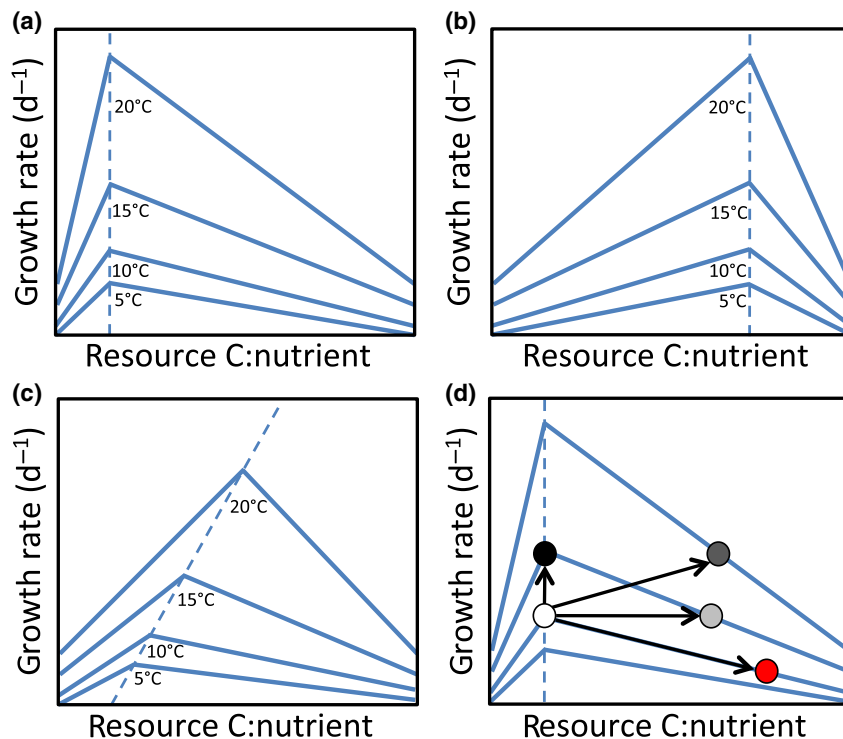 (a)
Growth rate (d⁻¹)
20°C
15°C
10°C
5°C
Resource C:nutrient
(b)
Growth rate (d⁻¹)
20°C
15°C
10°C
5°C
Resource C:nutrient
(c)
Growth rate (d⁻¹)
20°C
15°C
10°C
5°C
Resource C:nutrient
(d)
Growth rate (d⁻¹)
Resource C:nutrient